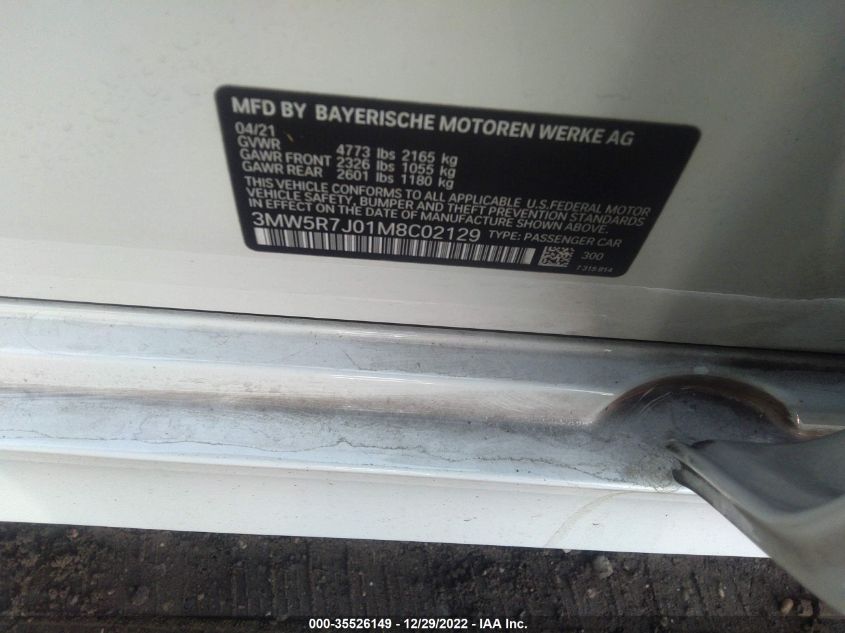 MFD BY BAYERISCHE MOTOREN WERKE AG
04/21
GVWR 4773 lbs 2165 kg
GAWR FRONT 2326 lbs 1055 kg
GAWR REAR 2601 lbs 1180 kg
THIS VEHICLE CONFORMS TO ALL APPLICABLE U.S.FEDERAL MOTOR
VEHICLE SAFETY, BUMPER AND THEFT PREVENTION STANDARDS
IN EFFECT ON THE DATE OF MANUFACTURE SHOWN ABOVE.
3MW5R7J01M8C02129 TYPE: PASSENGER CAR
300
7 315 814
000-35526149 - 12/29/2022 - IAA Inc.